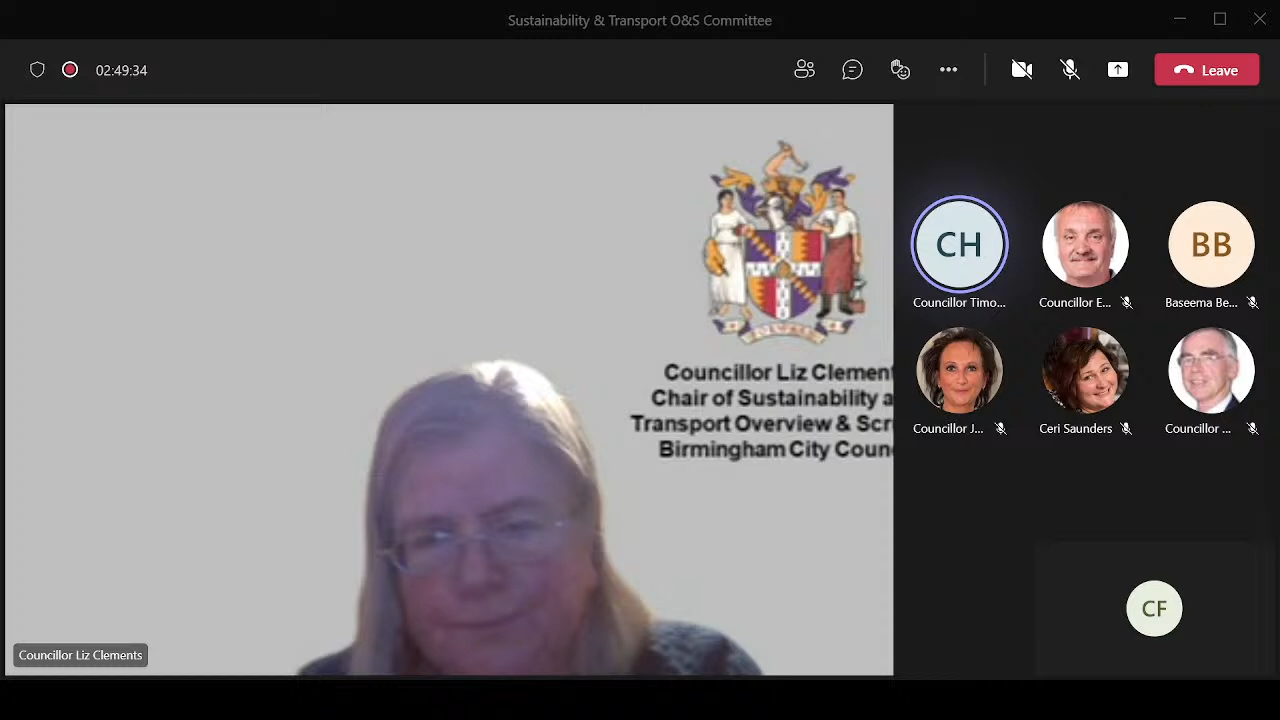 Sustainability & Transport O&S Committee
02:49:34
Leave
Councillor Liz Clement
Chair of Sustainability a
Transport Overview & Scr
Birmingham City Coun
CH
BB
Councillor Timo...
Councillor E...
Baseema Be...
Councillor J...
Ceri Saunders
Councillor ...
CF
Councillor Liz Clements